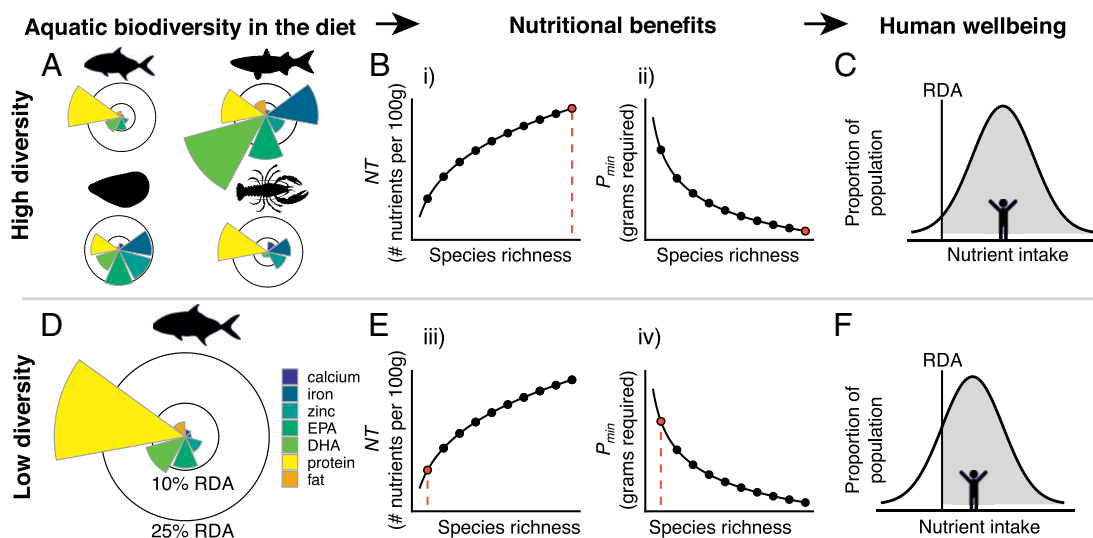 Aquatic biodiversity in the diet
Nutritional benefits
Human wellbeing
High diversity
A
B
i)
NT
(# nutrients per 100g)
Species richness
ii)
Pmin
(grams required)
Species richness
C
RDA
Proportion of
population
Nutrient intake
Low diversity
D
calcium
iron
zinc
EPA
DHA
protein
fat
10% RDA
25% RDA
E
iii)
NT
(# nutrients per 100g)
Species richness
iv)
Pmin
(grams required)
Species richness
F
RDA
Proportion of
population
Nutrient intake